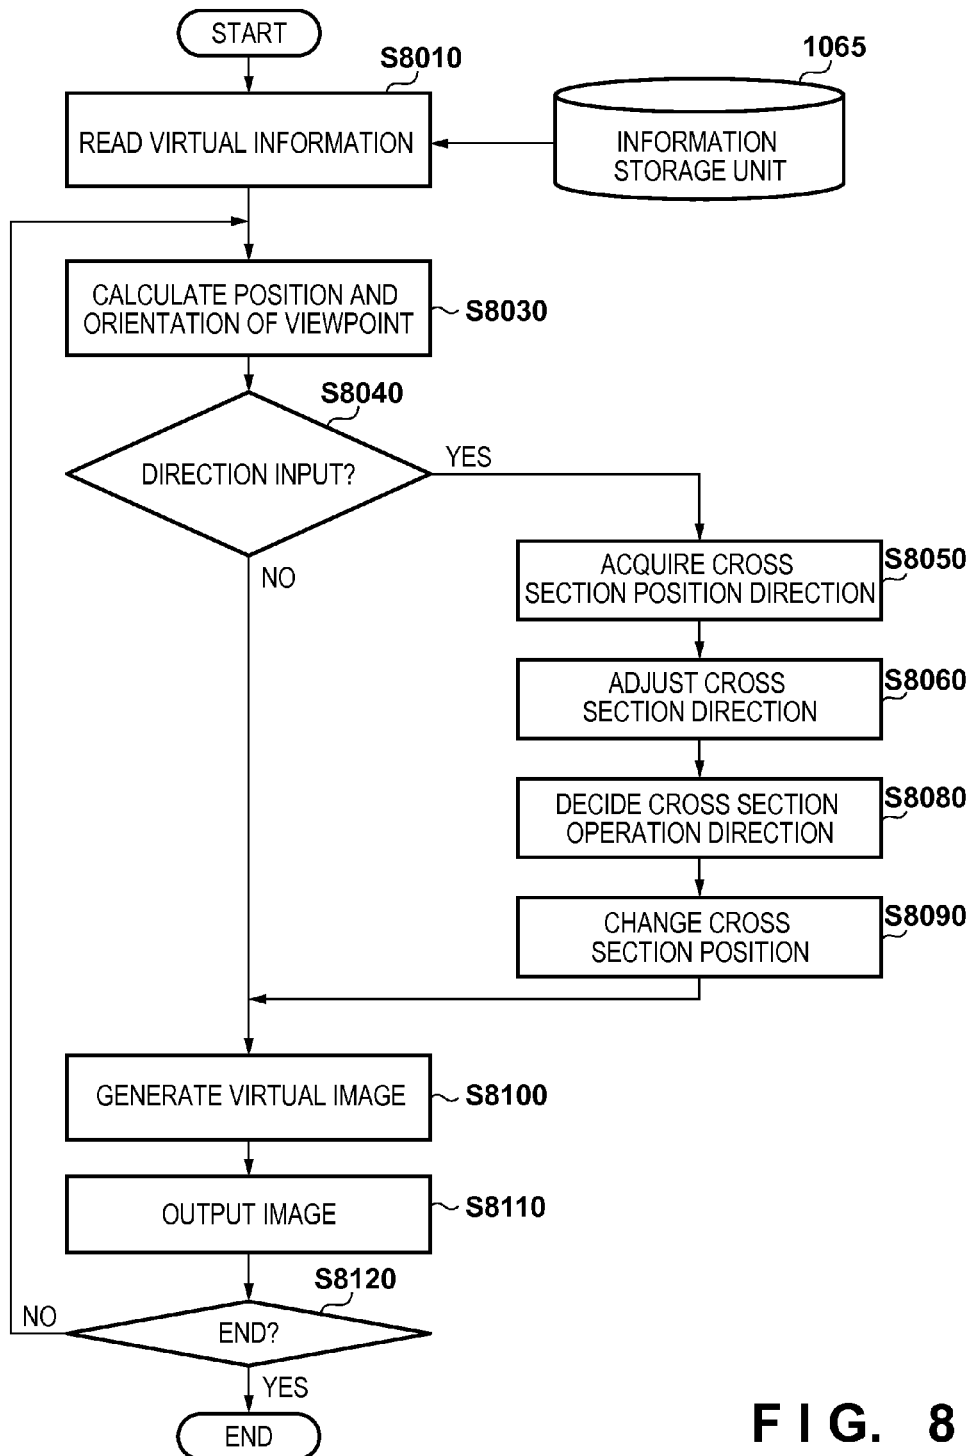 START
S8010
1065
READ VIRTUAL INFORMATION
INFORMATION
STORAGE UNIT
CALCULATE POSITION AND
ORIENTATION OF VIEWPOINT
S8030
S8040
DIRECTION INPUT?
YES
NO
ACQUIRE CROSS
SECTION POSITION DIRECTION
S8050
ADJUST CROSS
SECTION DIRECTION
S8060
DECIDE CROSS SECTION
OPERATION DIRECTION
S8080
CHANGE CROSS
SECTION POSITION
S8090
GENERATE VIRTUAL IMAGE
S8100
OUTPUT IMAGE
S8110
S8120
NO
END?
YES
END
FIG. 8